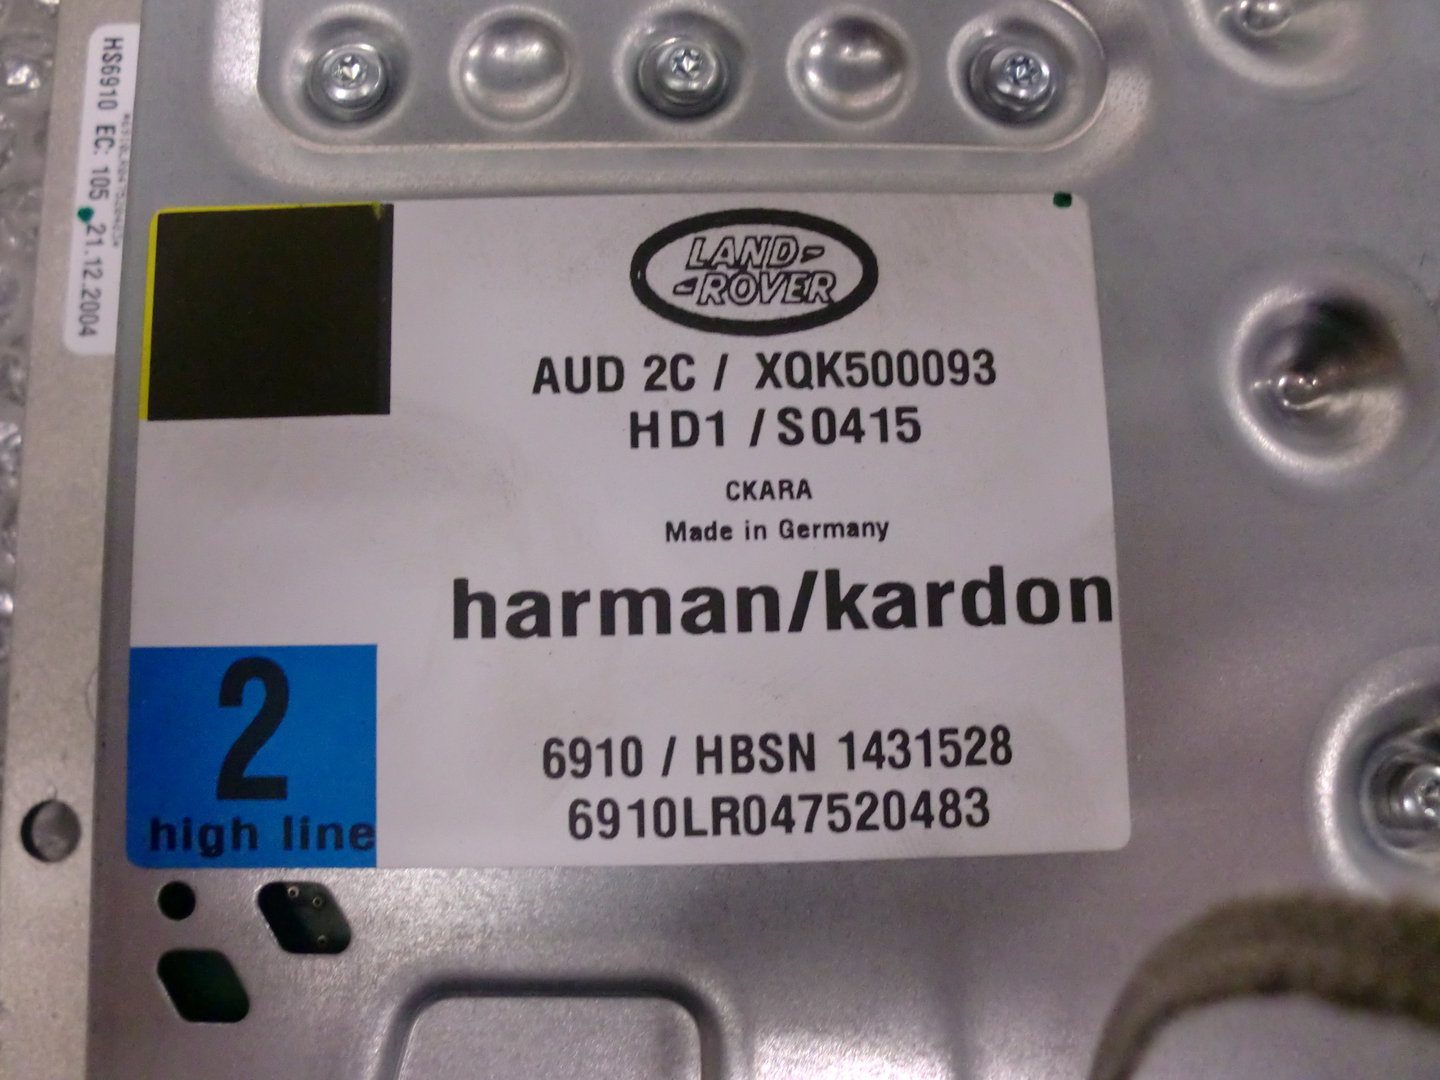 HS6910 EC: 105 21.12.2004
LAND-
-ROVER
AUD 2C / XQK500093
HD1 /S0415
CKARA
Made in Germany
harman/kardon
2
high line
6910 / HBSN 1431528
6910LR047520483